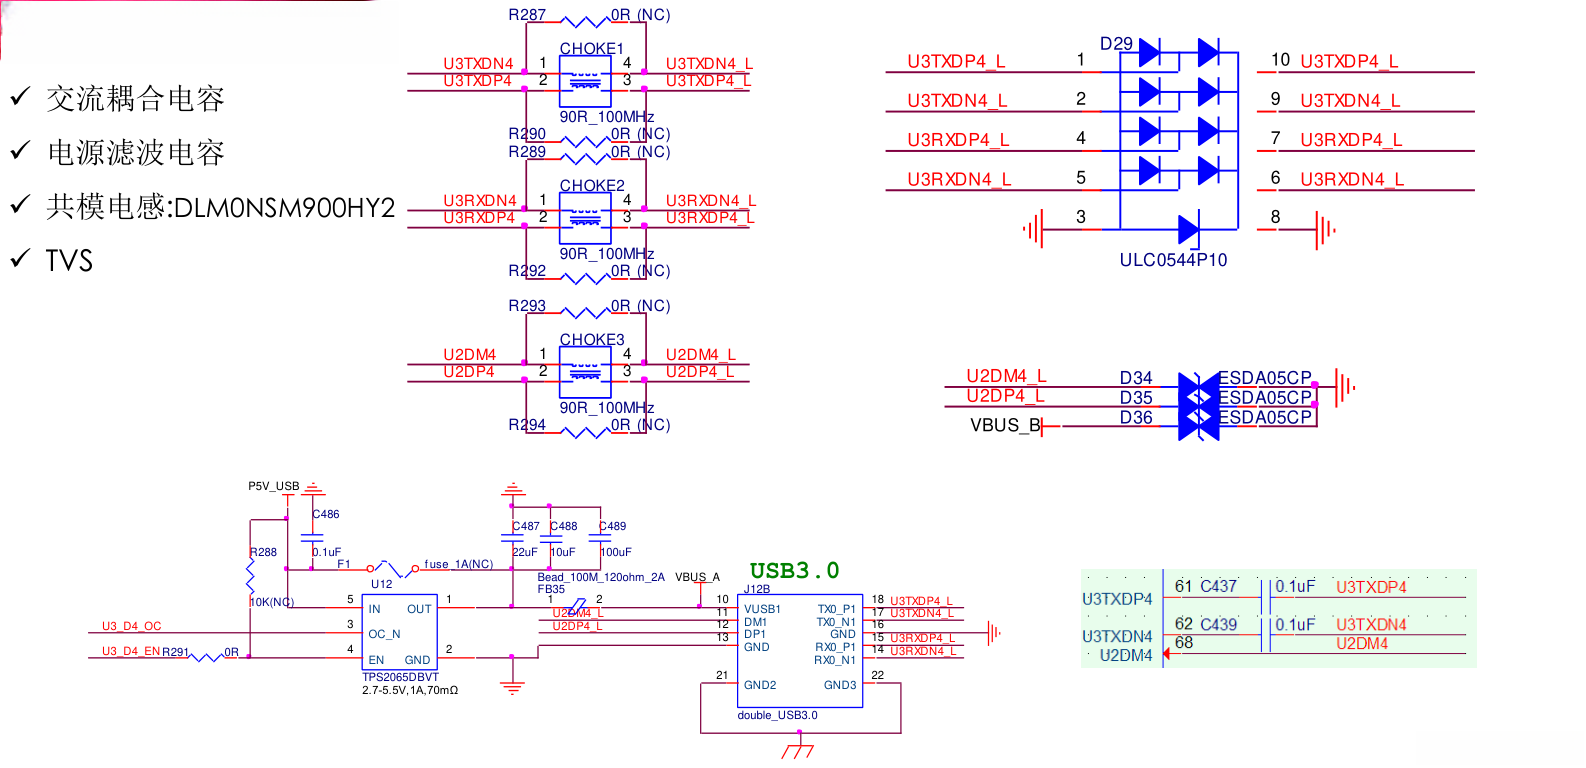 ✓ 交流耦合电容
✓ 电源滤波电容
✓ 共模电感:DLM0NSM900HY2
✓ TVS
R287 0R (NC)
CHOKE1
U3TXDN4 1 4 U3TXDN4_L
U3TXDP4 2 3 U3TXDP4_L
90R_100MHz
R290 0R (NC)
R289 0R (NC)
CHOKE2
U3RXDN4 1 4 U3RXDN4_L
U3RXDP4 2 3 U3RXDP4_L
90R_100MHz
R292 0R (NC)
R293 0R (NC)
CHOKE3
U2DM4 1 4 U2DM4_L
U2DP4 2 3 U2DP4_L
90R_100MHz
R294 0R (NC)
D29
U3TXDP4_L 1 10 U3TXDP4_L
U3TXDN4_L 2 9 U3TXDN4_L
U3RXDP4_L 4 7 U3RXDP4_L
U3RXDN4_L 5 6 U3RXDN4_L
3 8
ULC0544P10
U2DM4_L D34 ESDA05CP
U2DP4_L D35 ESDA05CP
VBUS_B D36 ESDA05CP
P5V_USB
C486
0.1uF
R288
10K(NC)
F1 fuse_1A(NC)
C487 C488 C489
22uF 10uF 100uF
U12
5 IN OUT 1
U3_D4_OC 3 OC_N
U3_D4_EN R291 0R 4 EN GND 2
TPS2065DBVT
2.7-5.5V,1A,70mΩ
Bead_100M_120ohm_2A
FB35
1 2
VBUS_A
U2DM4_L
U2DP4_L
USB3.0
J12B
10 VUSB1 TX0_P1 18 U3TXDP4_L
11 DM1 TX0_N1 17 U3TXDN4_L
12 DP1 GND 16
13 GND RX0_P1 15 U3RXDP4_L
RX0_N1 14 U3RXDN4_L
21 GND2 GND3 22
double_USB3.0
U3TXDP4 61 C437 0.1uF U3TXDP4
U3TXDN4 62 C439 0.1uF U3TXDN4
U2DM4 68 U2DM4